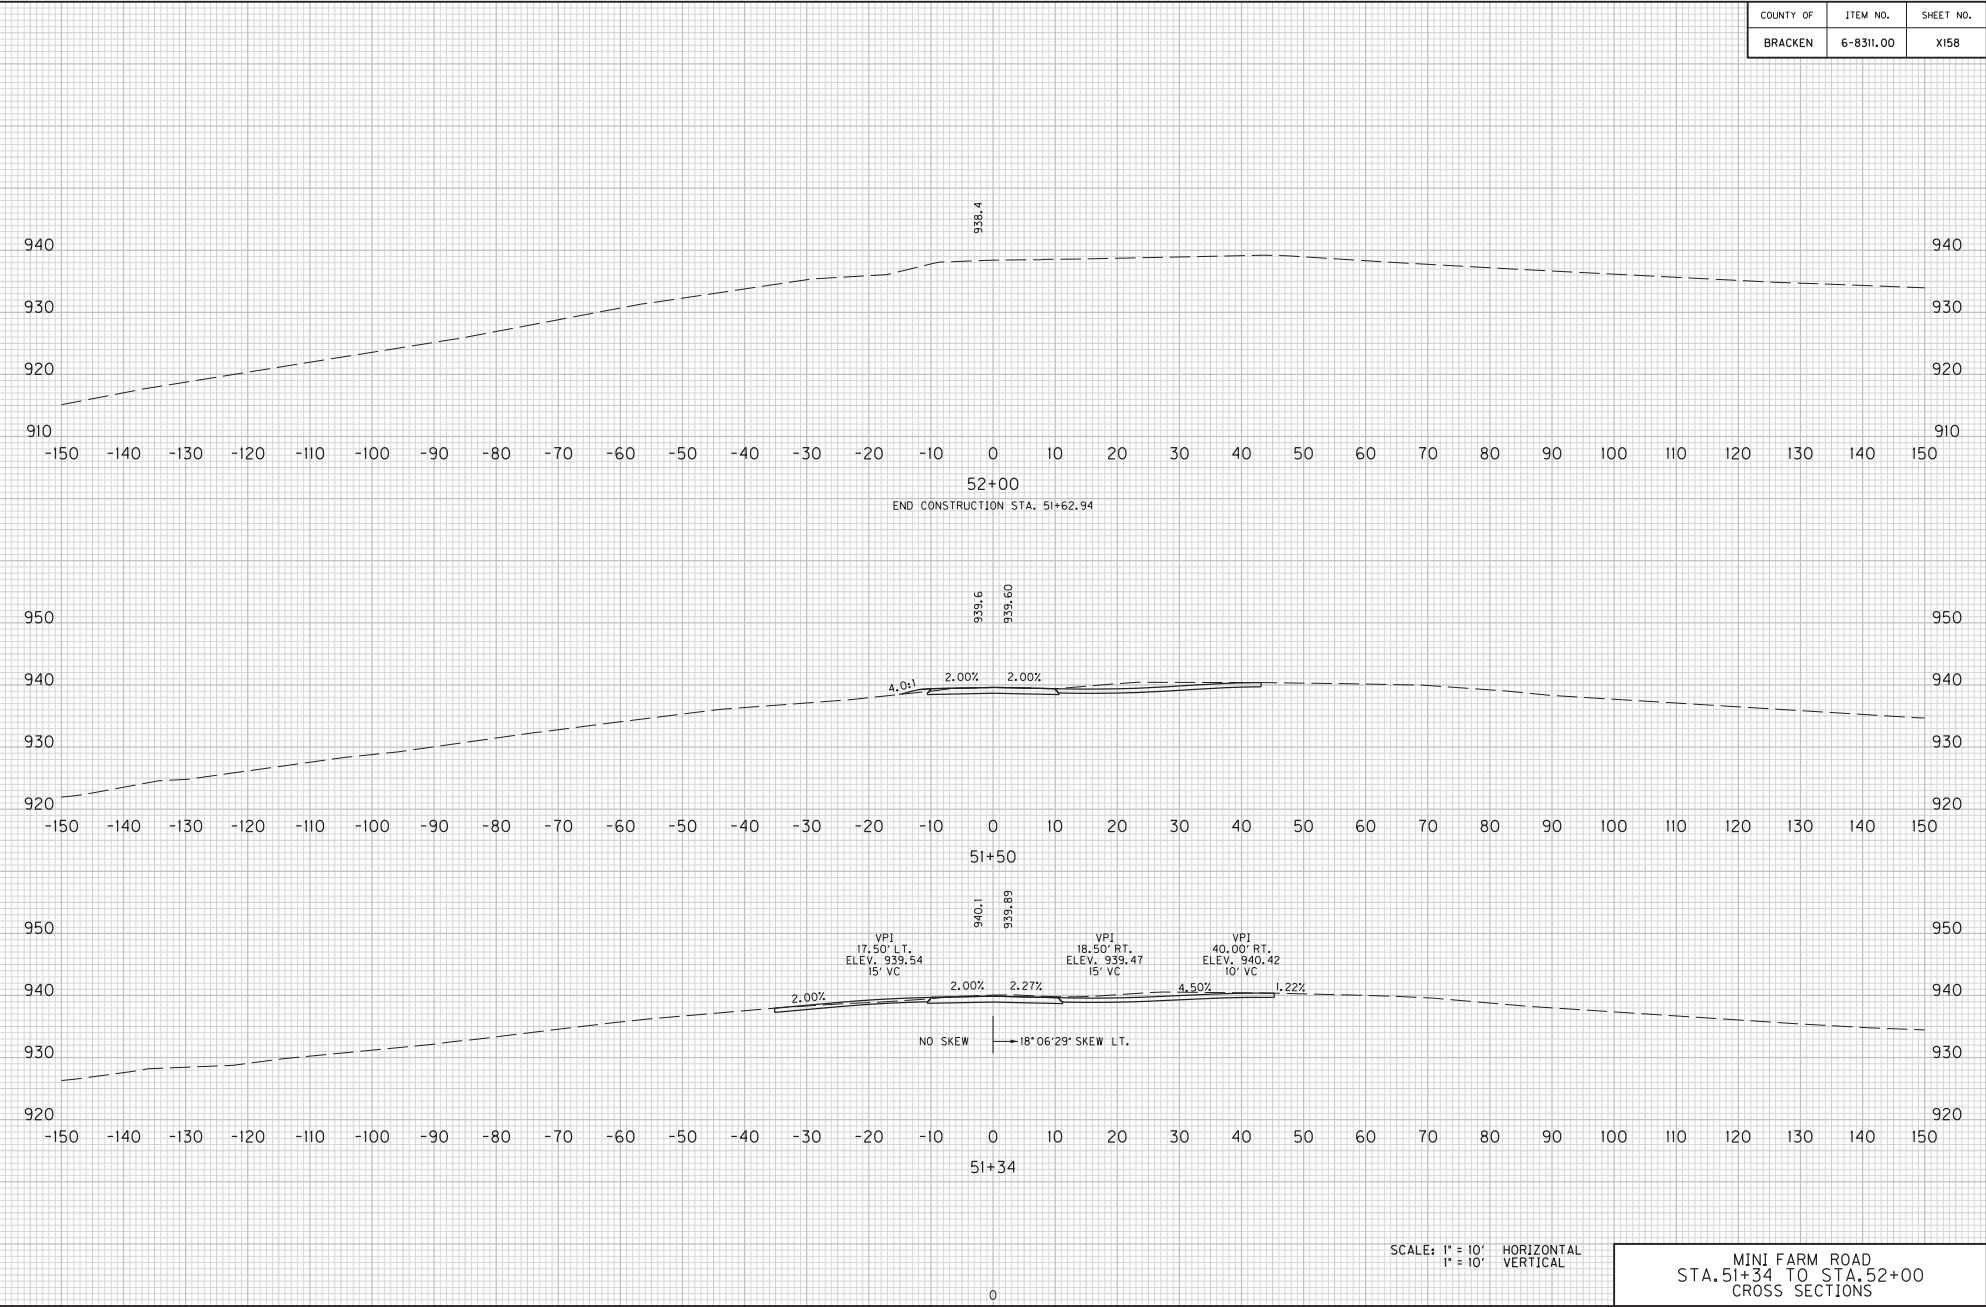 COUNTY OF ITEM NO. SHEET NO.
BRACKEN 6-8311.00 X158
938.4
940 940
930 930
920 920
910 910
-150 -140 -130 -120 -110 -100 -90 -80 -70 -60 -50 -40 -30 -20 -10 0 10 20 30 40 50 60 70 80 90 100 110 120 130 140 150
52+00
END CONSTRUCTION STA. 51+62.94
939.6 939.60
950 950
940 940
4.0:1 2.00% 2.00%
930 930
920 920
-150 -140 -130 -120 -110 -100 -90 -80 -70 -60 -50 -40 -30 -20 -10 0 10 20 30 40 50 60 70 80 90 100 110 120 130 140 150
51+50
940.1 939.89
950 950
VPI VPI VPI
17.50' LT. 18.50' RT. 40.00' RT.
ELEV. 939.54 ELEV. 939.47 ELEV. 940.42
15' VC 15' VC 10' VC
940 940
2.00% 2.00% 2.27% 4.50% 1.22%
NO SKEW 18°06'29" SKEW LT.
930 930
920 920
-150 -140 -130 -120 -110 -100 -90 -80 -70 -60 -50 -40 -30 -20 -10 0 10 20 30 40 50 60 70 80 90 100 110 120 130 140 150
51+34
SCALE: 1" = 10' HORIZONTAL
1" = 10' VERTICAL
MINI FARM ROAD
STA.51+34 TO STA.52+00
CROSS SECTIONS
0